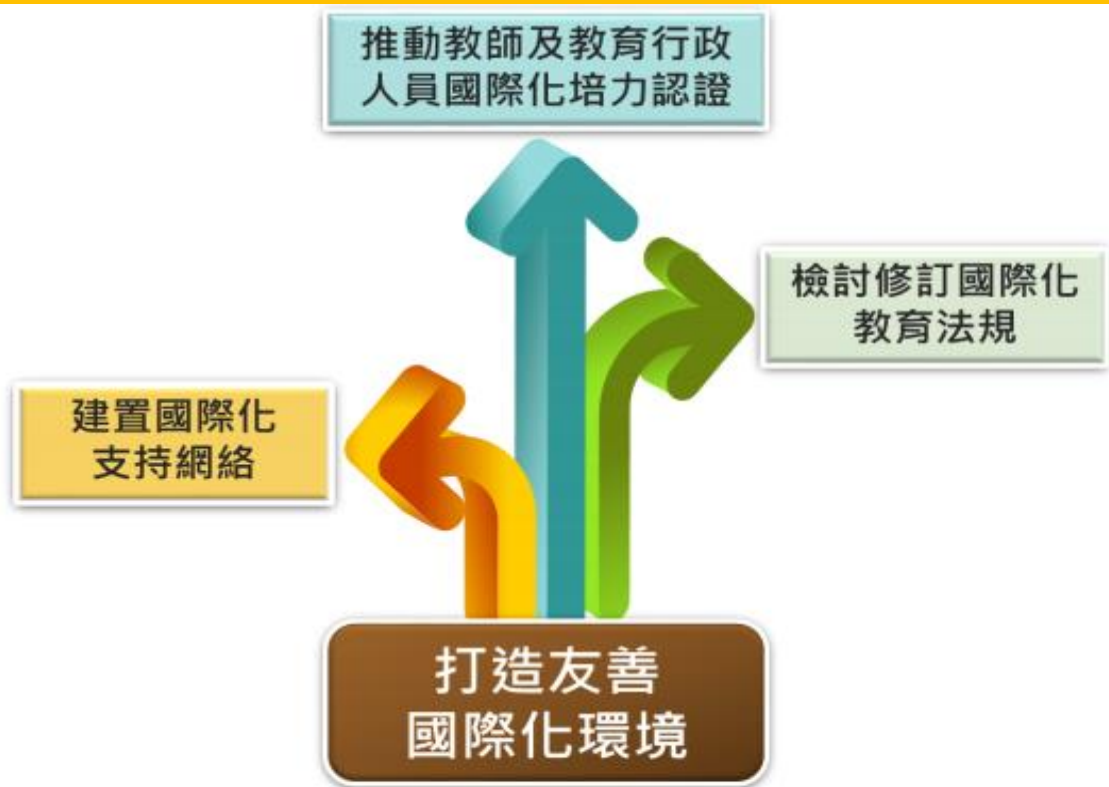 推動教師及教育行政
人員國際化培力認證
檢討修訂國際化
教育法規
建置國際化
支持網絡
打造友善
國際化環境